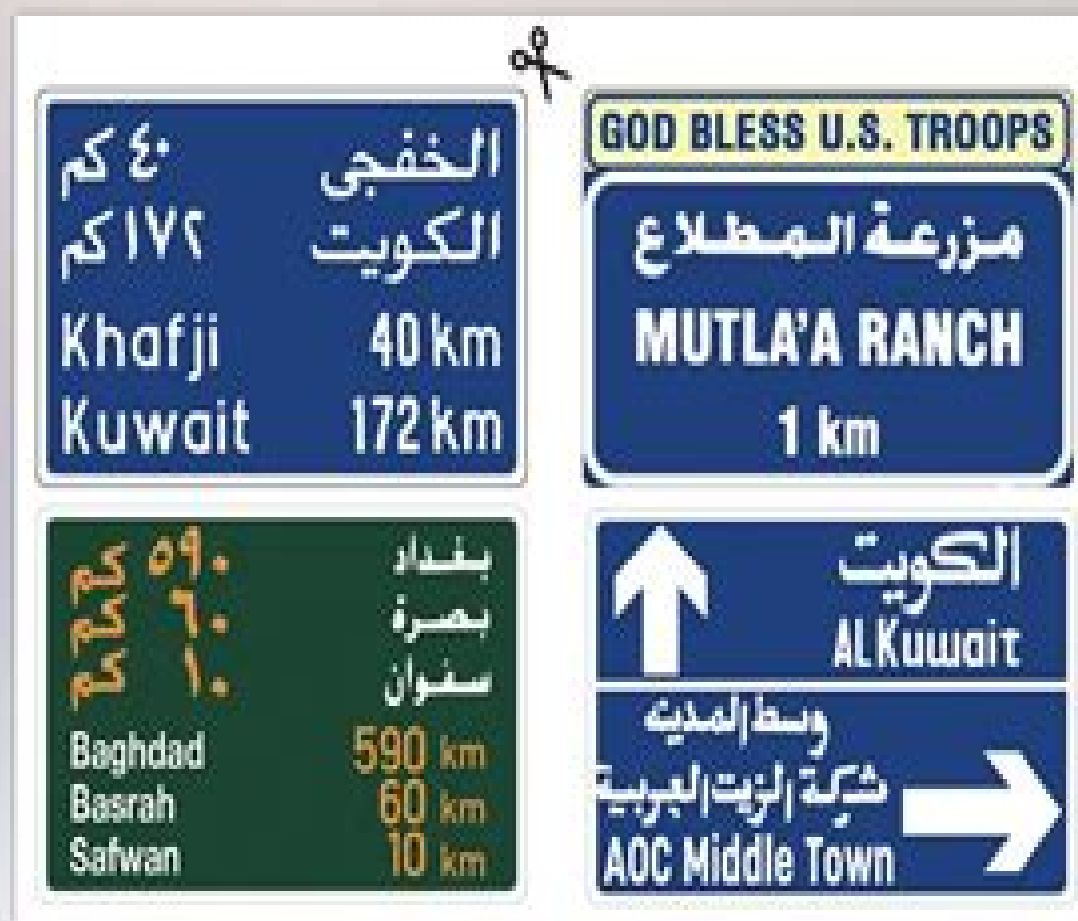 الخفجي ٤٠ كم
الكويت ١٧٢ كم
Khafji 40 km
Kuwait 172 km
GOD BLESS U.S. TROOPS
مزرعة المطلاع
MUTLA'A RANCH
1 km
بغداد ٥٩٠ كم
بصرة ٦٠ كم
سفوان ١٠ كم
Baghdad 590 km
Basrah 60 km
Safwan 10 km
الكويت
AL Kuwait
وسط المدينه
شركة الزيت العربية
AOC Middle Town